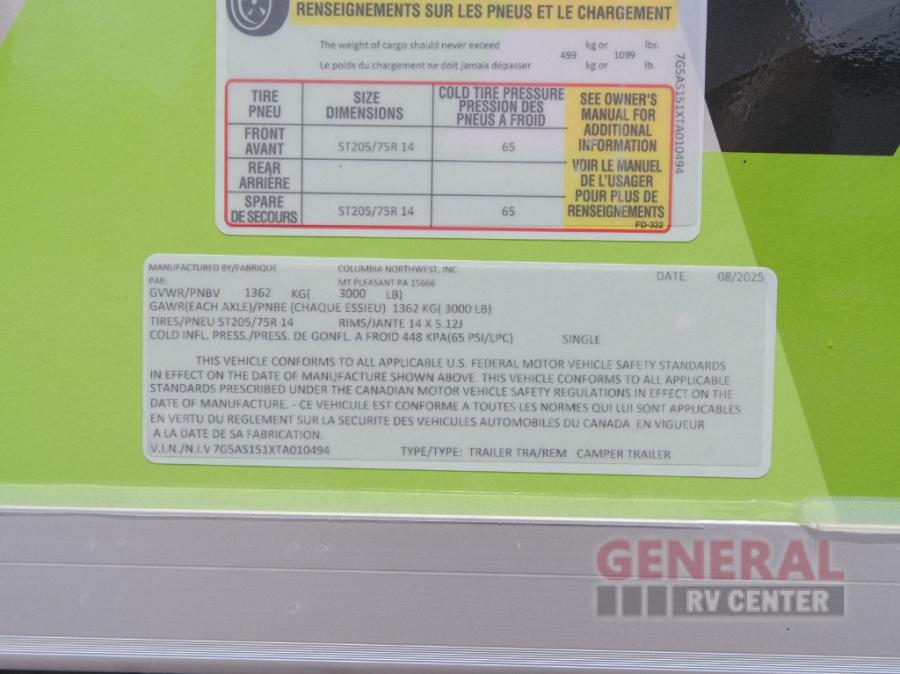 RENSEIGNEMENTS SUR LES PNEUS ET LE CHARGEMENT
The weight of cargo should never exceed 499 kg or 1099 lbs.
Le poids du chargement ne doit jamais dépasser kg or lb.
7G5AS151XTA010494
TIRE PNEU SIZE DIMENSIONS COLD TIRE PRESSURE PRESSION DES PNEUS A FROID
FRONT AVANT ST205/75R 14 65
REAR ARRIÈRE
SPARE DE SECOURS ST205/75R 14 65
SEE OWNER'S
MANUAL FOR
ADDITIONAL
INFORMATION
VOIR LE MANUEL
DE L'USAGER
POUR PLUS DE
RENSEIGNEMENTS
FD-332
MANUFACTURED BY/FABRIQUE COLUMBIA NORTHWEST, INC. DATE: 08/2025
PAR: MT PLEASANT PA 15666
GVWR/PNBV 1362 KG( 3000 LB)
GAWR(EACH AXLE)/PNBE (CHAQUE ESSIEU) 1362 KG( 3000 LB)
TIRES/PNEU ST205/75R 14 RIMS/JANTE 14 X 5.12J
COLD INFL. PRESS./PRESS. DE GONFL. A FROID 448 KPA(65 PSI/LPC) SINGLE
THIS VEHICLE CONFORMS TO ALL APPLICABLE U.S. FEDERAL MOTOR VEHICLE SAFETY STANDARDS
IN EFFECT ON THE DATE OF MANUFACTURE SHOWN ABOVE. THIS VEHICLE CONFORMS TO ALL APPLICABLE
STANDARDS PRESCRIBED UNDER THE CANADIAN MOTOR VEHICLE SAFETY REGULATIONS IN EFFECT ON THE
DATE OF MANUFACTURE. - CE VEHICULE EST CONFORME A TOUTES LES NORMES QUI LUI SONT APPLICABLES
EN VERTU DU REGLEMENT SUR LA SECURITE DES VEHICULES AUTOMOBILES DU CANADA EN VIGUEUR
A LA DATE DE SA FABRICATION.
V.I.N./N.I.V 7G5AS151XTA010494 TYPE/TYPE: TRAILER TRA/REM CAMPER TRAILER
GENERAL
RV CENTER